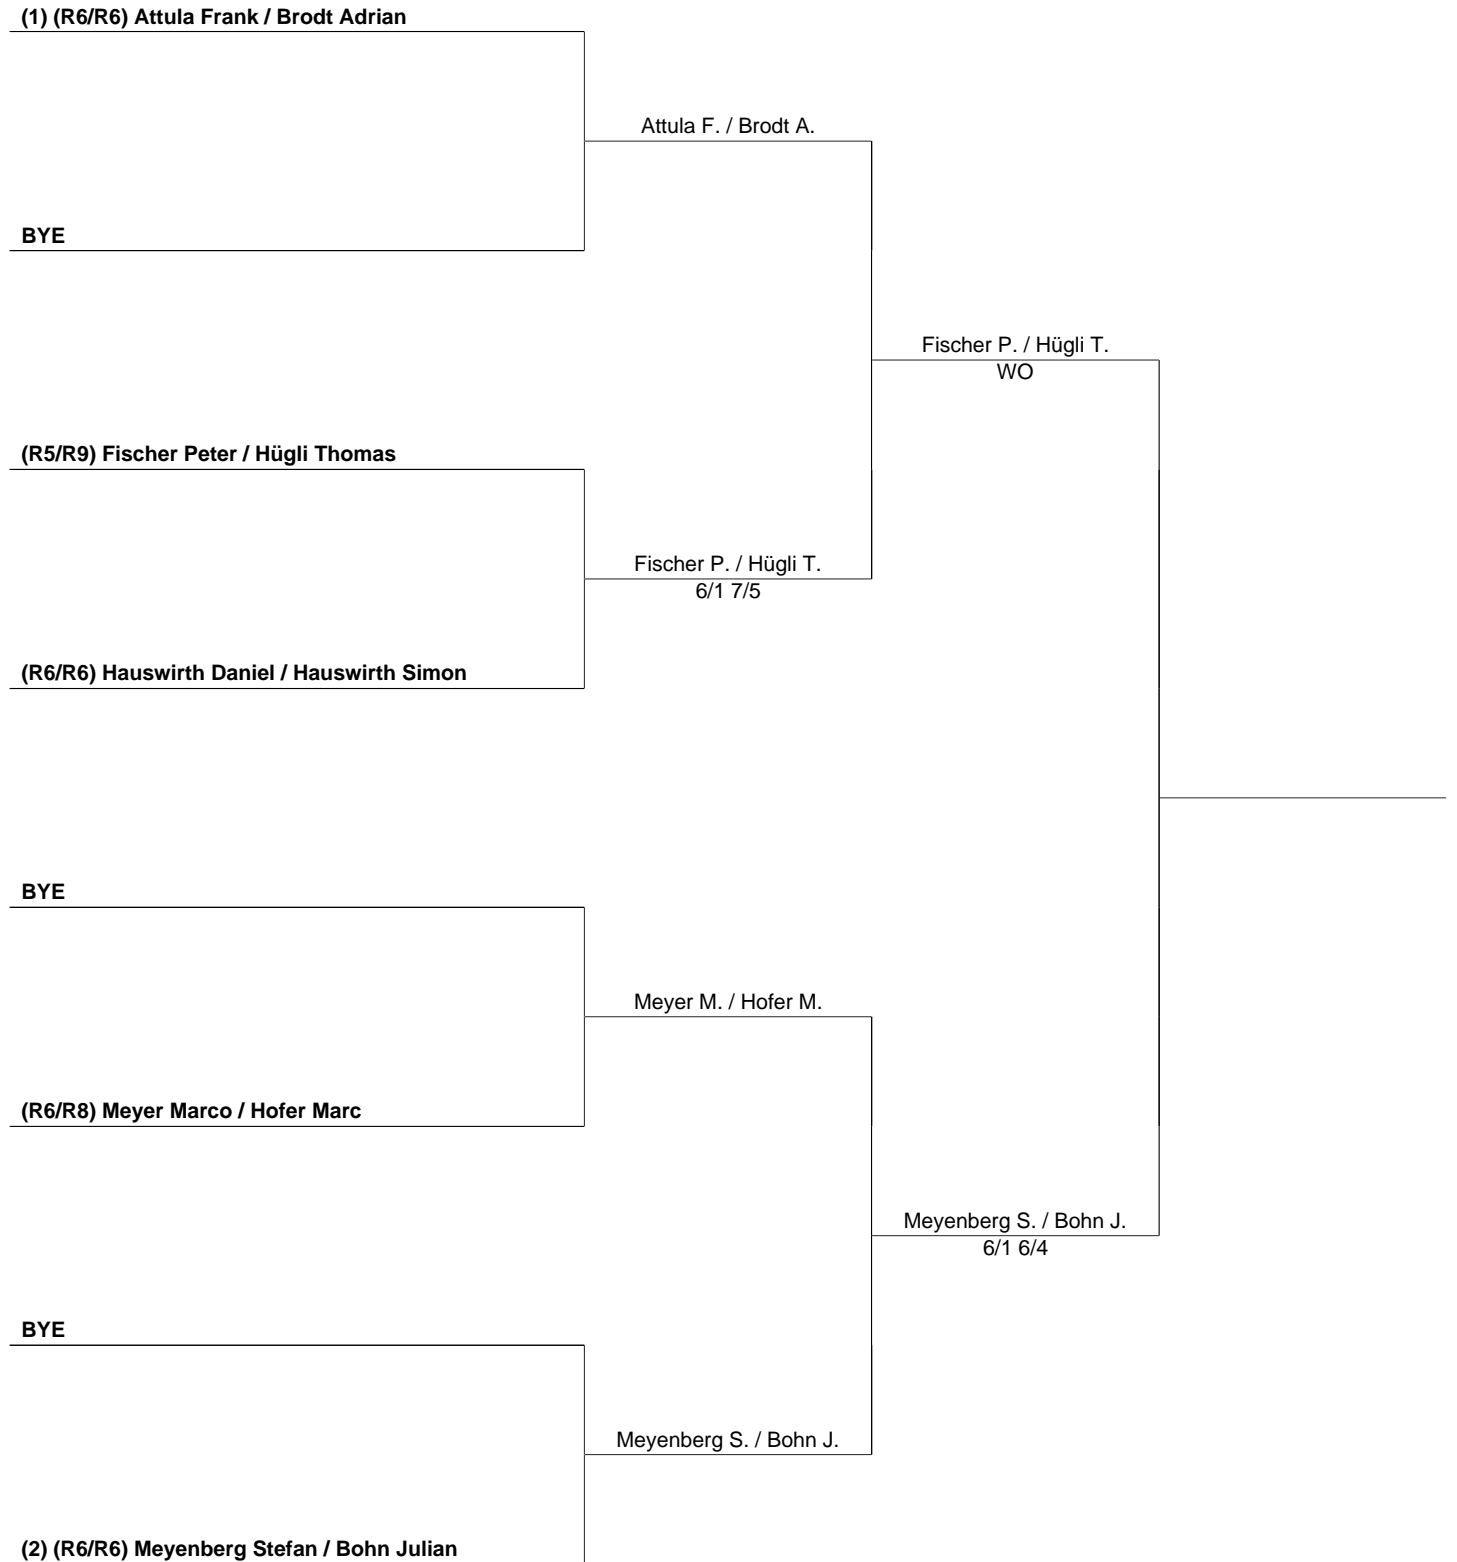 (1) (R6/R6) Attula Frank / Brodt Adrian
Attula F. / Brodt A.
BYE
Fischer P. / Hügli T.
WO
(R5/R9) Fischer Peter / Hügli Thomas
Fischer P. / Hügli T.
6/1 7/5
(R6/R6) Hauswirth Daniel / Hauswirth Simon
BYE
Meyer M. / Hofer M.
(R6/R8) Meyer Marco / Hofer Marc
Meyenberg S. / Bohn J.
6/1 6/4
BYE
Meyenberg S. / Bohn J.
(2) (R6/R6) Meyenberg Stefan / Bohn Julian